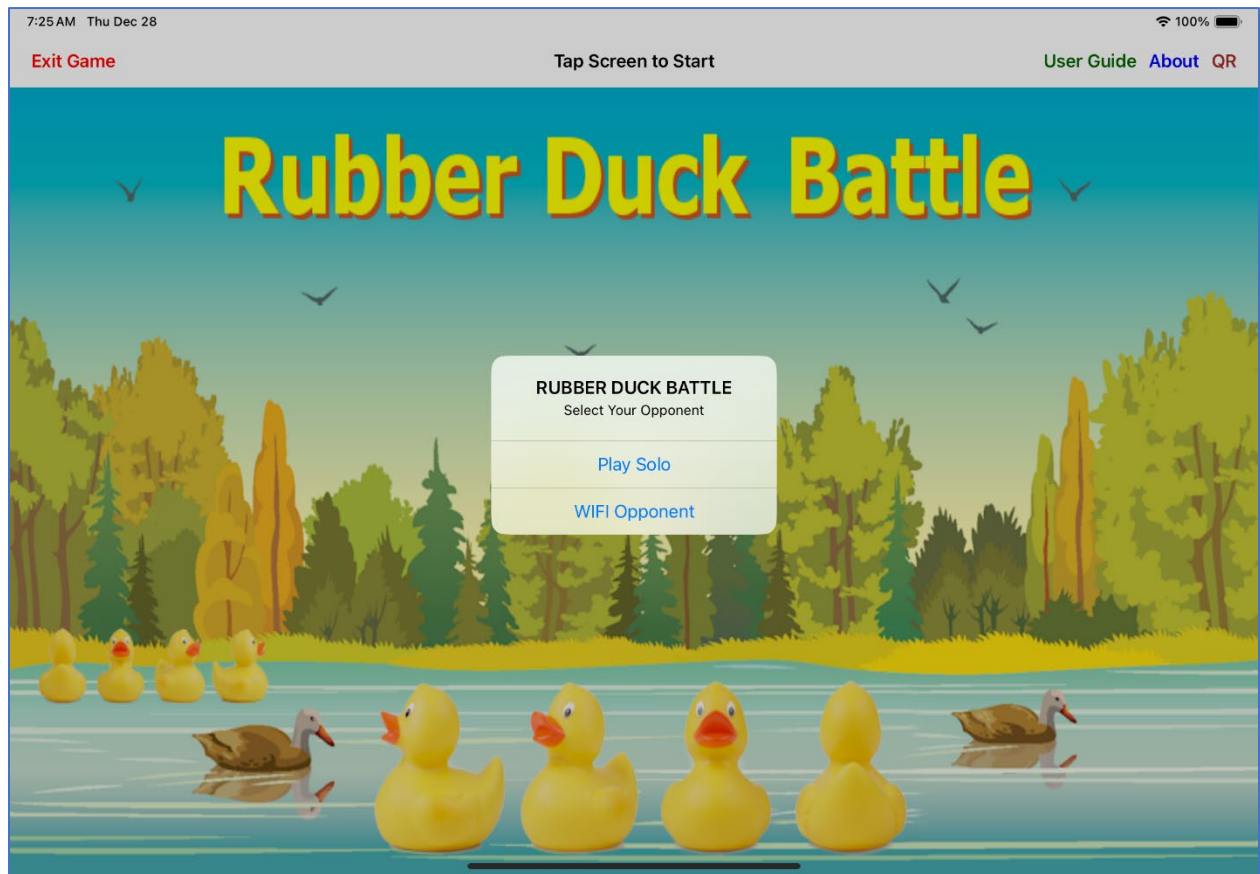 7:25 AM Thu Dec 28
100%
Exit Game
Tap Screen to Start
User Guide About QR
Rubber Duck Battle
RUBBER DUCK BATTLE
Select Your Opponent
Play Solo
WIFI Opponent